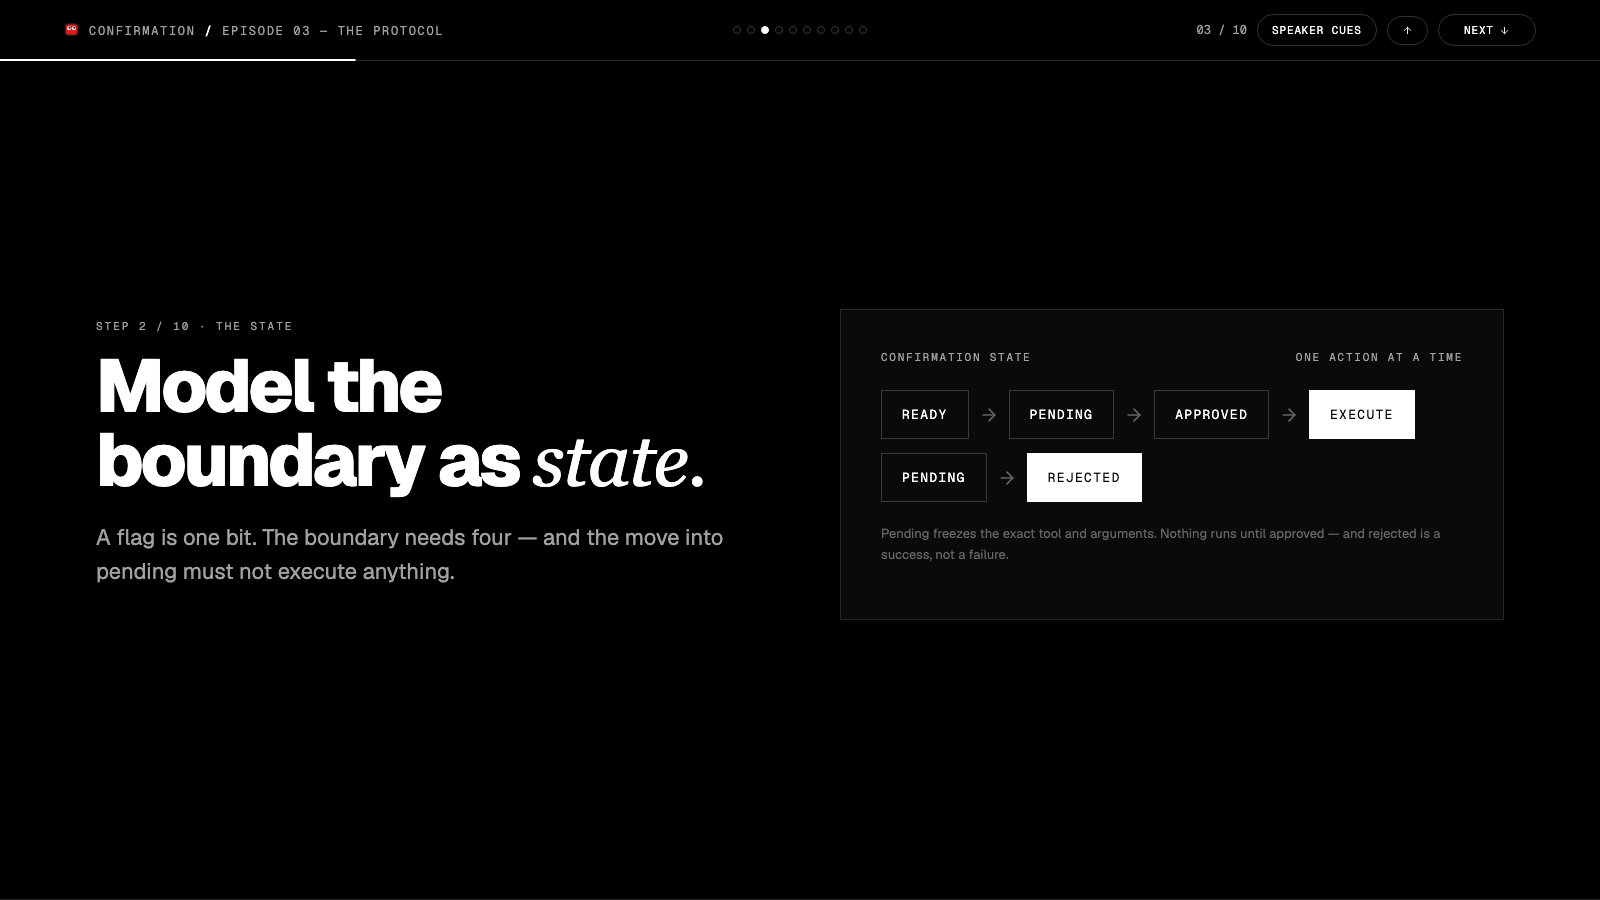 CONFIRMATION / EPISODE 03 — THE PROTOCOL
03 / 10
SPEAKER CUES
↑
NEXT ↓
STEP 2 / 10 · THE STATE
Model the
boundary as state.
A flag is one bit. The boundary needs four — and the move into
pending must not execute anything.
CONFIRMATION STATE
ONE ACTION AT A TIME
READY → PENDING → APPROVED → EXECUTE
PENDING → REJECTED
Pending freezes the exact tool and arguments. Nothing runs until approved — and rejected is a
success, not a failure.